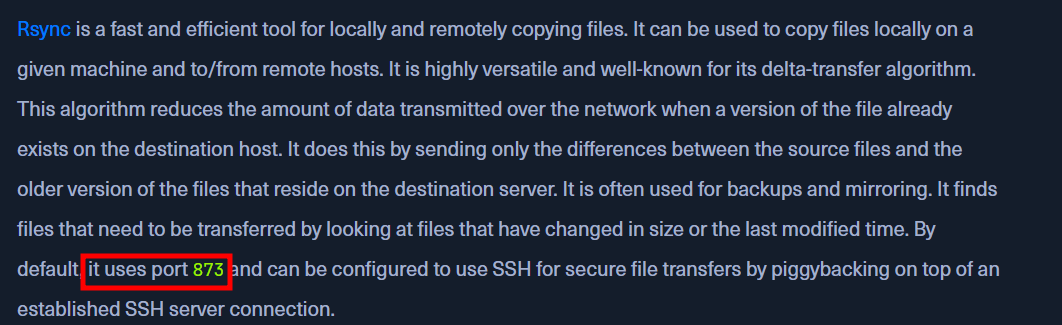 Rsync is a fast and efficient tool for locally and remotely copying files. It can be used to copy files locally on a
given machine and to/from remote hosts. It is highly versatile and well-known for its delta-transfer algorithm.
This algorithm reduces the amount of data transmitted over the network when a version of the file already
exists on the destination host. It does this by sending only the differences between the source files and the
older version of the files that reside on the destination server. It is often used for backups and mirroring. It finds
files that need to be transferred by looking at files that have changed in size or the last modified time. By
default, it uses port 873 and can be configured to use SSH for secure file transfers by piggybacking on top of an
established SSH server connection.